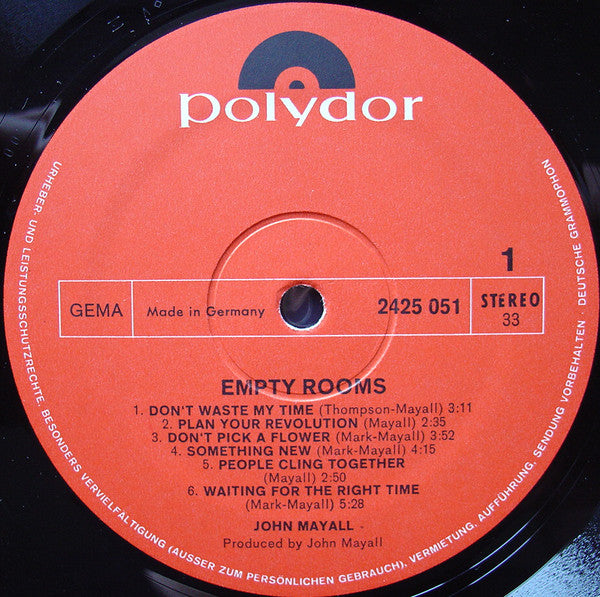 polydor
1
GEMA
Made in Germany
2425 051
STEREO
33
EMPTY ROOMS
1. DON'T WASTE MY TIME (Thompson-Mayall) 3:11
2. PLAN YOUR REVOLUTION (Mayall) 2:35
3. DON'T PICK A FLOWER (Mark-Mayall) 3:52
4. SOMETHING NEW (Mark-Mayall) 4:15
5. PEOPLE CLING TOGETHER
(Mayall) 2:50
6. WAITING FOR THE RIGHT TIME
(Mark-Mayall) 5:28
JOHN MAYALL
Produced by John Mayall
URHEBER- UND LEISTUNGSSCHUTZRECHTE, BESONDERS VERVIELFÄLTIGUNG (AUSSER ZUM PERSÖNLICHEN GEBRAUCH), VERMIETUNG, AUFFÜHRUNG, SENDUNG VORBEHALTEN · DEUTSCHE GRAMMOPHON